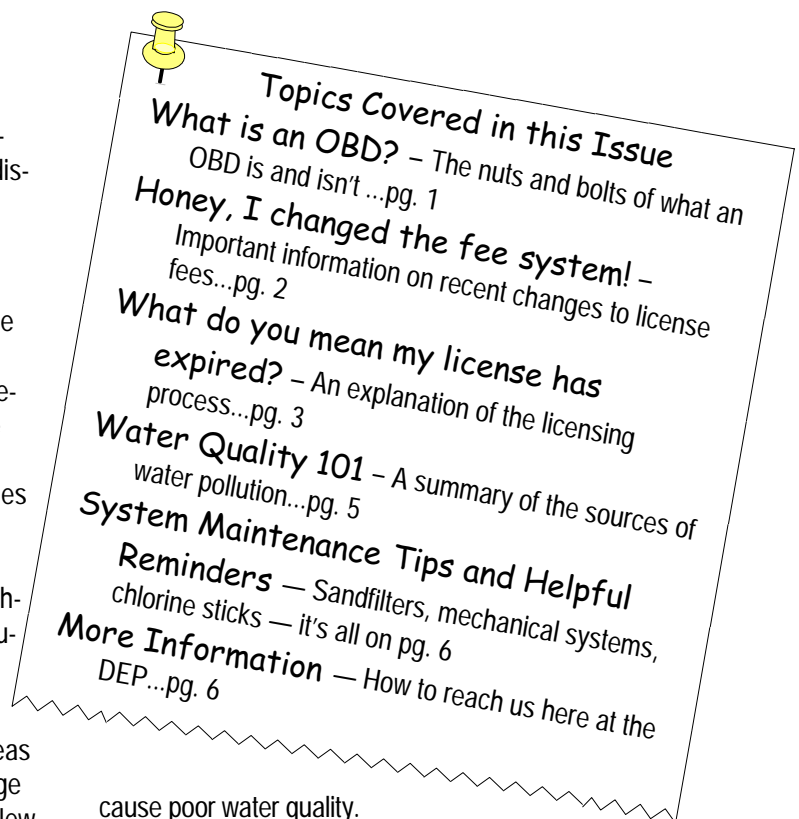 Topics Covered in this Issue
What is an OBD? – The nuts and bolts of what an
OBD is and isn't ...pg. 1
Honey, I changed the fee system! –
Important information on recent changes to license
fees...pg. 2
What do you mean my license has
expired? – An explanation of the licensing
process...pg. 3
Water Quality 101 – A summary of the sources of
water pollution...pg. 5
System Maintenance Tips and Helpful
Reminders — Sandfilters, mechanical systems,
chlorine sticks — it's all on pg. 6
More Information — How to reach us here at the
DEP...pg. 6
cause poor water quality.